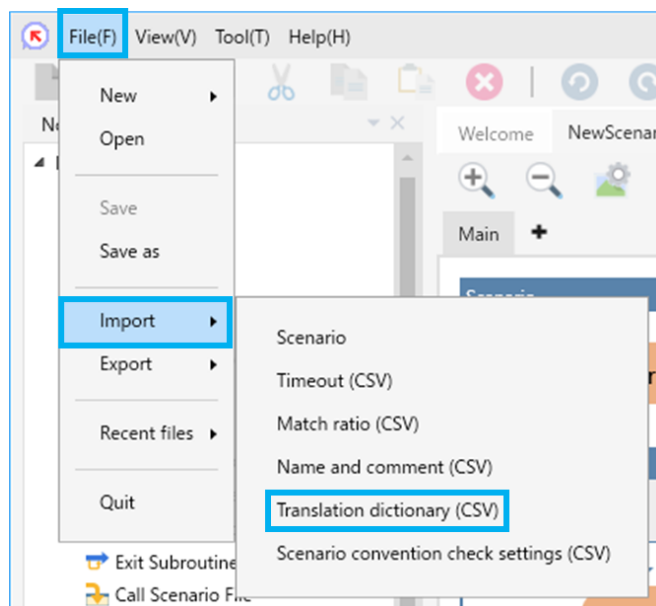 File(F) View(V) Tool(T) Help(H)
New
Open
Save
Save as
Import
Export
Recent files
Quit
Scenario
Timeout (CSV)
Match ratio (CSV)
Name and comment (CSV)
Translation dictionary (CSV)
Scenario convention check settings (CSV)
Welcome
Main
Scenario
Exit Subroutine
Call Scenario